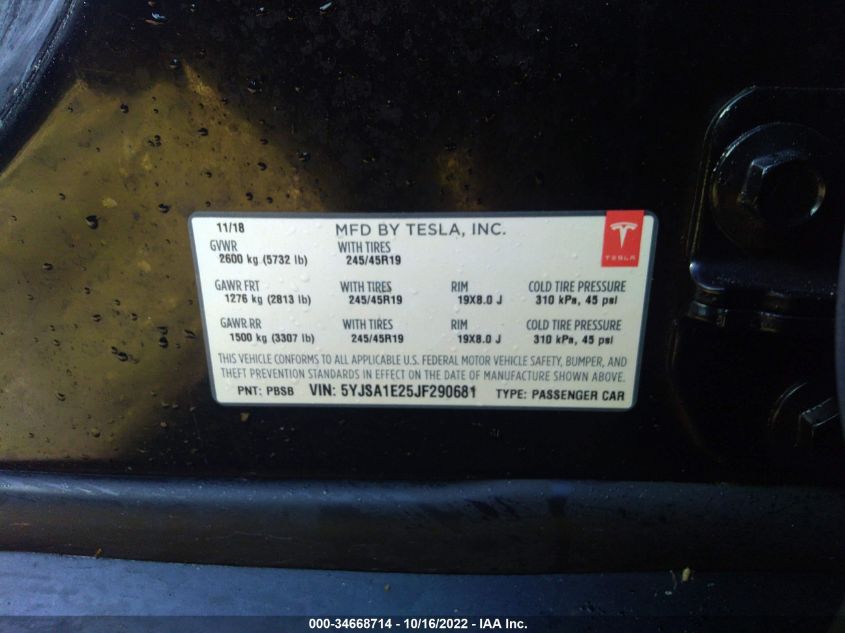 11/18 MFD BY TESLA, INC.
GVWR WITH TIRES
2600 kg (5732 lb) 245/45R19
TESLA
GAWR FRT WITH TIRES RIM COLD TIRE PRESSURE
1276 kg (2813 lb) 245/45R19 19X8.0 J 310 kPa, 45 psi
GAWR RR WITH TIRES RIM COLD TIRE PRESSURE
1500 kg (3307 lb) 245/45R19 19X8.0 J 310 kPa, 45 psi
THIS VEHICLE CONFORMS TO ALL APPLICABLE U.S. FEDERAL MOTOR VEHICLE SAFETY, BUMPER, AND
THEFT PREVENTION STANDARDS IN EFFECT ON THE DATE OF MANUFACTURE SHOWN ABOVE.
PNT: PBSB VIN: 5YJSA1E25JF290681 TYPE: PASSENGER CAR
000-34668714 - 10/16/2022 - IAA Inc.